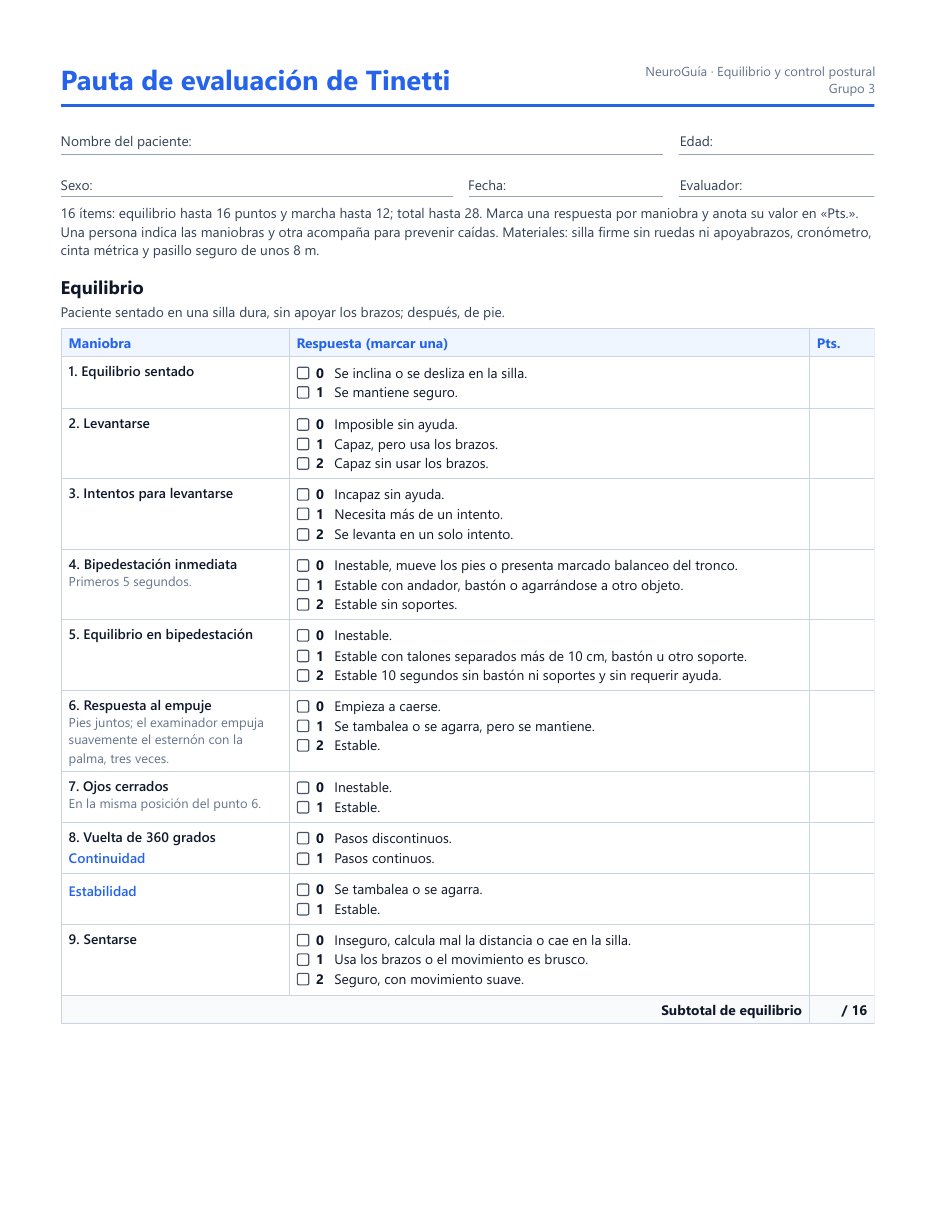 Pauta de evaluación de Tinetti
NeuroGuía · Equilibrio y control postural
Grupo 3
Nombre del paciente:
Edad:
Sexo:
Fecha:
Evaluador:
16 ítems: equilibrio hasta 16 puntos y marcha hasta 12; total hasta 28. Marca una respuesta por maniobra y anota su valor en «Pts.».
Una persona indica las maniobras y otra acompaña para prevenir caídas. Materiales: silla firme sin ruedas ni apoyabrazos, cronómetro,
cinta métrica y pasillo seguro de unos 8 m.
Equilibrio
Paciente sentado en una silla dura, sin apoyar los brazos; después, de pie.
Maniobra
Respuesta (marcar una)
Pts.
1. Equilibrio sentado
0 Se inclina o se desliza en la silla.
1 Se mantiene seguro.
2. Levantarse
0 Imposible sin ayuda.
1 Capaz, pero usa los brazos.
2 Capaz sin usar los brazos.
3. Intentos para levantarse
0 Incapaz sin ayuda.
1 Necesita más de un intento.
2 Se levanta en un solo intento.
4. Bipedestación inmediata
Primeros 5 segundos.
0 Inestable, mueve los pies o presenta marcado balanceo del tronco.
1 Estable con andador, bastón o agarrándose a otro objeto.
2 Estable sin soportes.
5. Equilibrio en bipedestación
0 Inestable.
1 Estable con talones separados más de 10 cm, bastón u otro soporte.
2 Estable 10 segundos sin bastón ni soportes y sin requerir ayuda.
6. Respuesta al empuje
Pies juntos; el examinador empuja
suavemente el esternón con la
palma, tres veces.
0 Empieza a caerse.
1 Se tambalea o se agarra, pero se mantiene.
2 Estable.
7. Ojos cerrados
En la misma posición del punto 6.
0 Inestable.
1 Estable.
8. Vuelta de 360 grados
Continuidad
0 Pasos discontinuos.
1 Pasos continuos.
Estabilidad
0 Se tambalea o se agarra.
1 Estable.
9. Sentarse
0 Inseguro, calcula mal la distancia o cae en la silla.
1 Usa los brazos o el movimiento es brusco.
2 Seguro, con movimiento suave.
Subtotal de equilibrio
/ 16